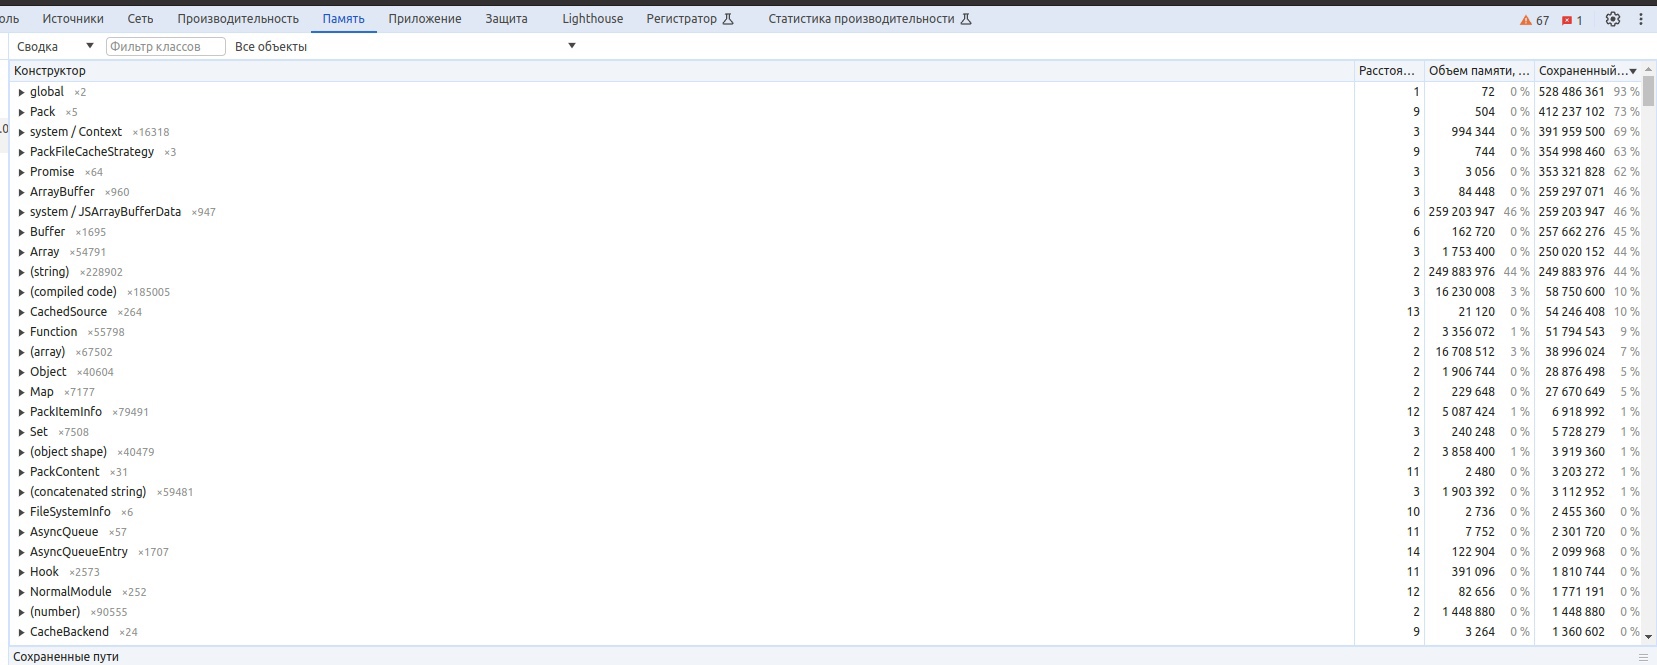 оль Источники Сеть Производительность Память Приложение Защита Lighthouse Регистратор Статистика производительности 67 1
Сводка Фильтр классов Все объекты
Конструктор Расстоя... Объем памяти, ... Сохраненный...
global ×2 1 72 0 % 528 486 361 93 %
Pack ×5 9 504 0 % 412 237 102 73 %
system / Context ×16318 3 994 344 0 % 391 959 500 69 %
PackFileCacheStrategy ×3 9 744 0 % 354 998 460 63 %
Promise ×64 3 3 056 0 % 353 321 828 62 %
ArrayBuffer ×960 3 84 448 0 % 259 297 071 46 %
system / JSArrayBufferData ×947 6 259 203 947 46 % 259 203 947 46 %
Buffer ×1695 6 162 720 0 % 257 662 276 45 %
Array ×54791 3 1 753 400 0 % 250 020 152 44 %
(string) ×228902 2 249 883 976 44 % 249 883 976 44 %
(compiled code) ×185005 3 16 230 008 3 % 58 750 600 10 %
CachedSource ×264 13 21 120 0 % 54 246 408 10 %
Function ×55798 2 3 356 072 1 % 51 794 543 9 %
(array) ×67502 2 16 708 512 3 % 38 996 024 7 %
Object ×40604 2 1 906 744 0 % 28 876 498 5 %
Map ×7177 2 229 648 0 % 27 670 649 5 %
PackItemInfo ×79491 12 5 087 424 1 % 6 918 992 1 %
Set ×7508 3 240 248 0 % 5 728 279 1 %
(object shape) ×40479 2 3 858 400 1 % 3 919 360 1 %
PackContent ×31 11 2 480 0 % 3 203 272 1 %
(concatenated string) ×59481 3 1 903 392 0 % 3 112 952 1 %
FileSystemInfo ×6 10 2 736 0 % 2 455 360 0 %
AsyncQueue ×57 11 7 752 0 % 2 301 720 0 %
AsyncQueueEntry ×1707 14 122 904 0 % 2 099 968 0 %
Hook ×2573 11 391 096 0 % 1 810 744 0 %
NormalModule ×252 12 82 656 0 % 1 771 191 0 %
(number) ×90555 2 1 448 880 0 % 1 448 880 0 %
CacheBackend ×24 9 3 264 0 % 1 360 602 0 %
Сохраненные пути